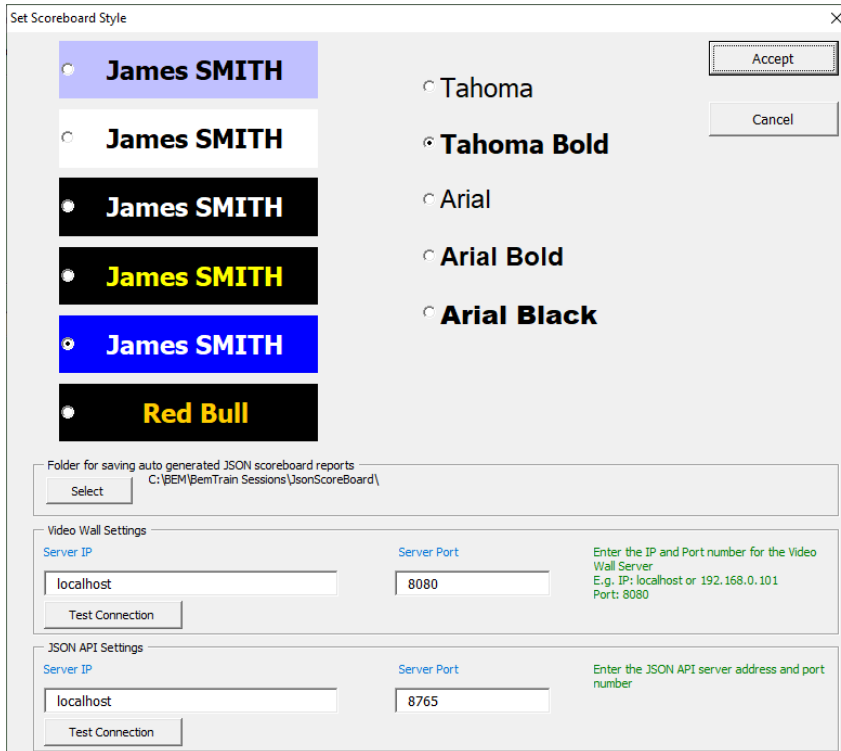 Set Scoreboard Style
James SMITH
James SMITH
James SMITH
James SMITH
James SMITH
Red Bull
Tahoma
Tahoma Bold
Arial
Arial Bold
Arial Black
Accept
Cancel
Folder for saving auto generated JSON scoreboard reports
Select
C:\BEM\BemTrain Sessions\JsonScoreBoard\
Video Wall Settings
Server IP
Server Port
localhost
8080
Test Connection
Enter the IP and Port number for the Video
Wall Server
E.g. IP: localhost or 192.168.0.101
Port: 8080
JSON API Settings
Server IP
Server Port
localhost
8765
Test Connection
Enter the JSON API server address and port
number